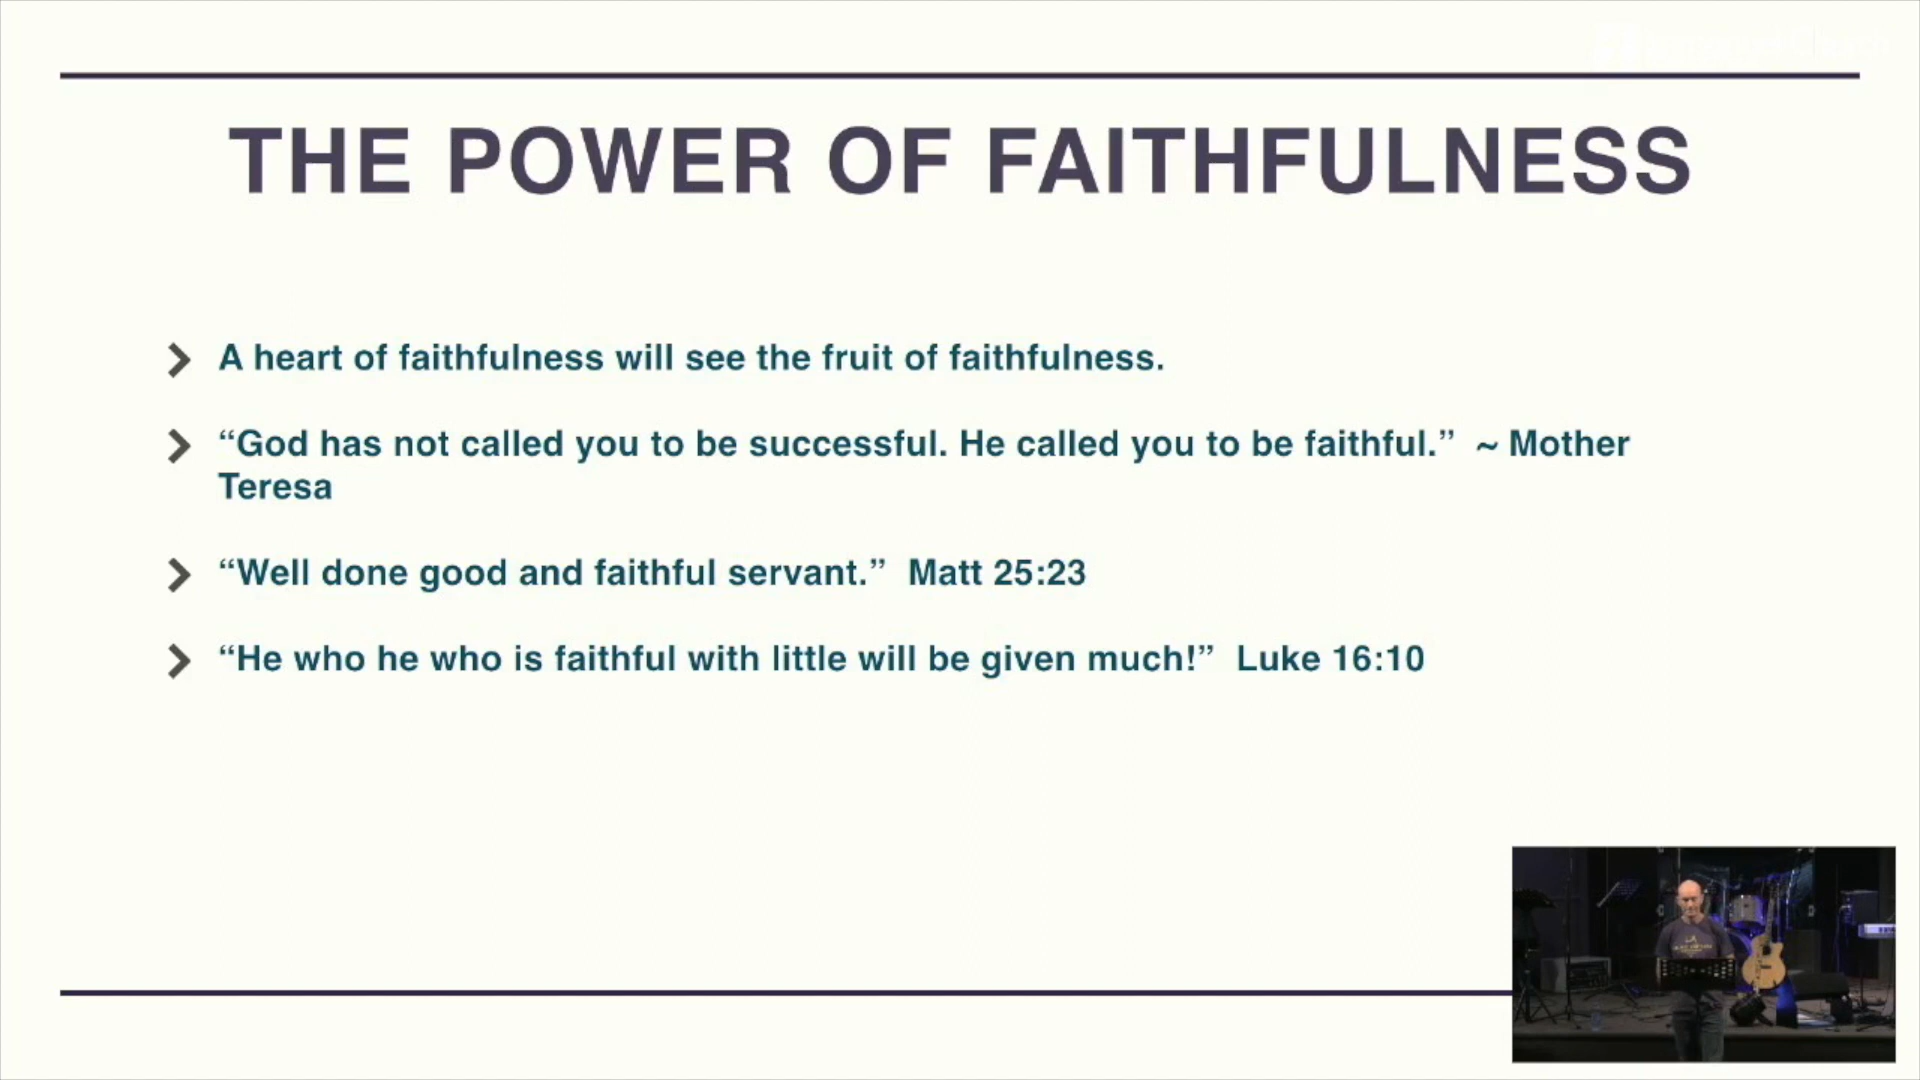 THE POWER OF FAITHFULNESS
A heart of faithfulness will see the fruit of faithfulness.
“God has not called you to be successful. He called you to be faithful.” ~ Mother
Teresa
“Well done good and faithful servant.” Matt 25:23
“He who he who is faithful with little will be given much!” Luke 16:10